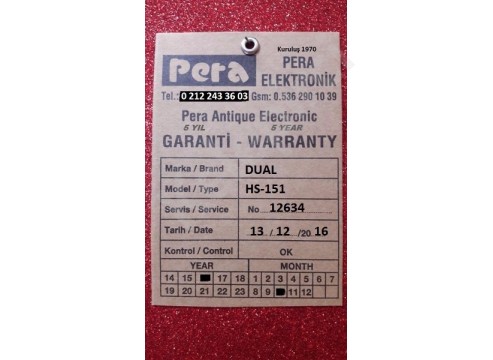 Kuruluş 1970
Pera PERA
ELEKTRONİK
Tel.: 0 212 243 36 03 Gsm: 0.536 290 10 39
Pera Antique Electronic
5 YIL 5 YEAR
GARANTİ - WARRANTY
Marka / Brand DUAL
Model / Type HS-151
Servis / Service No 12634
Tarih / Date 13 / 12 /20 16
Kontrol / Control OK
YEAR MONTH
14 15 17 18 1 2 3 4 5 6 7
19 20 21 22 23 8 9 11 12